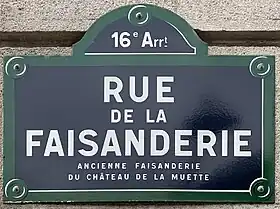 16e Arrt
RUE
DE LA
FAISANDERIE
ANCIENNE FAISANDERIE
DU CHÂTEAU DE LA MUETTE